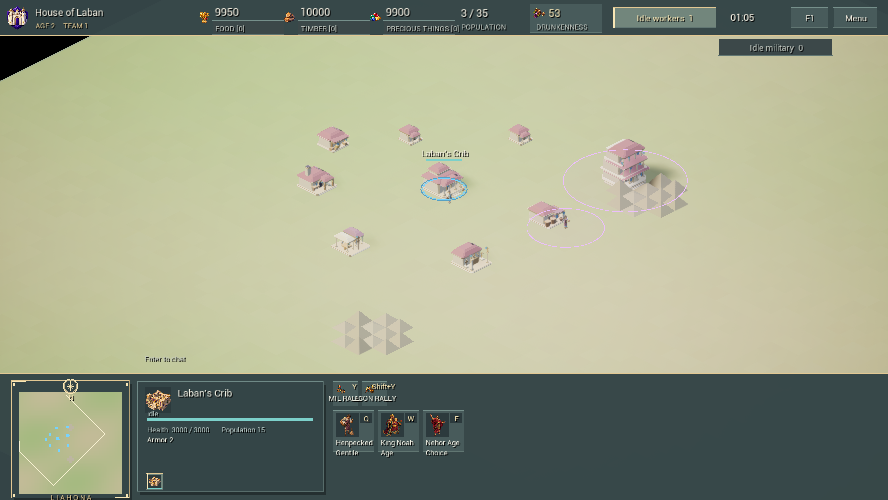 House of Laban
AGE 2 TEAM 1
9950
FOOD [0]
10000
TIMBER [0]
9900
PRECIOUS THINGS [0]
3 / 35
POPULATION
53
DRUNKENNESS
Idle workers 1
01:05
F1
Menu
Idle military 0
Laban's Crib
Enter to chat
N
LIAHONA
Laban's Crib
Idle
Health 3000 / 3000 Population 15
Armor 2
Y
Shift+Y
Q
W
E
Henpecked
Gentile
King Noah
Age
Nehor Age
Choice